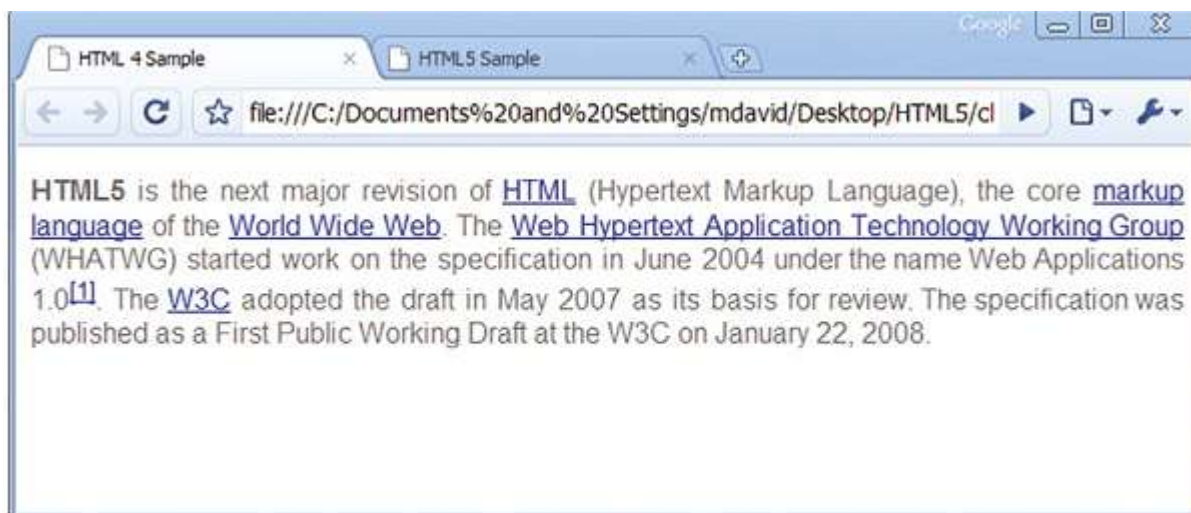 Google
HTML 4 Sample HTML5 Sample
file:///C:/Documents%20and%20Settings/mdavid/Desktop/HTML5/cl
HTML5 is the next major revision of HTML (Hypertext Markup Language), the core markup
language of the World Wide Web. The Web Hypertext Application Technology Working Group
(WHATWG) started work on the specification in June 2004 under the name Web Applications
1.0[1]. The W3C adopted the draft in May 2007 as its basis for review. The specification was
published as a First Public Working Draft at the W3C on January 22, 2008.